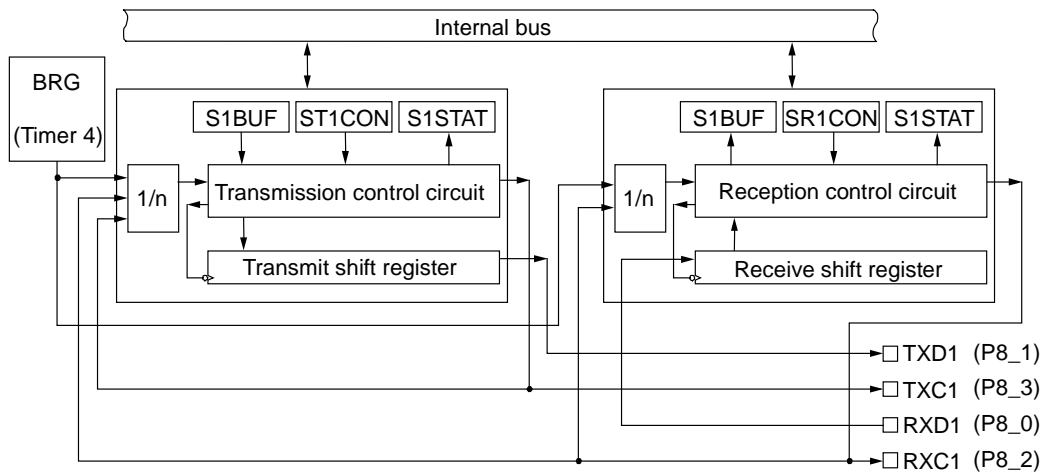 Internal bus
BRG
(Timer 4)
S1BUF ST1CON S1STAT
1/n
Transmission control circuit
Transmit shift register
S1BUF SR1CON S1STAT
1/n
Reception control circuit
Receive shift register
TXD1 (P8_1)
TXC1 (P8_3)
RXD1 (P8_0)
RXC1 (P8_2)